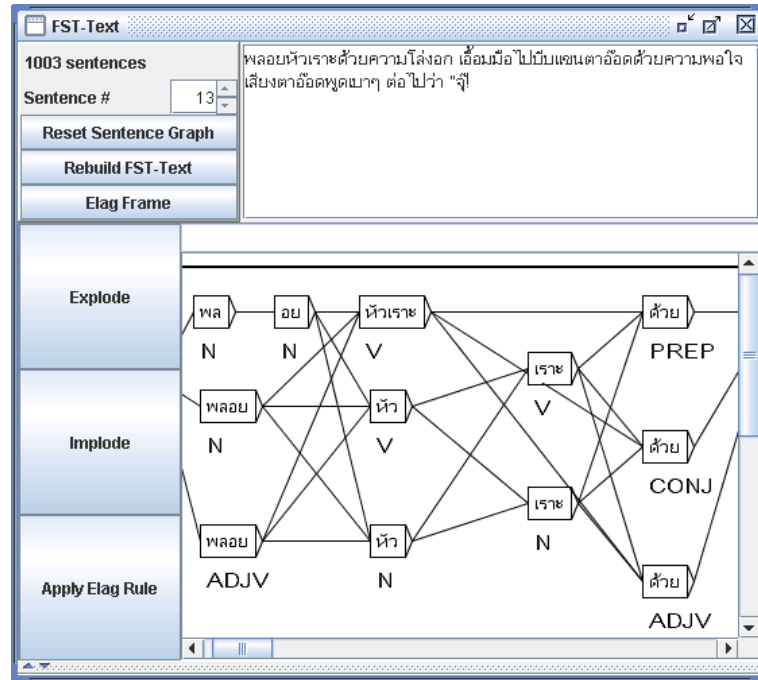 FST-Text
1003 sentences
Sentence # 13
Reset Sentence Graph
Rebuild FST-Text
Elag Frame
พลอยหัวเราะด้วยความโล่งอก เอื้อมมือไปบีบแขนตาอ๊อดด้วยความพอใจ
เสียงตาอ๊อดพูดเบาๆ ต่อไปว่า "จุ๊!
Explode
Implode
Apply Elag Rule
พล อย หัวเราะ ด้วย
N N V PREP
เราะ
V
พลอย หัว ด้วย
N V CONJ
เราะ
N
พลอย หัว ด้วย
ADJV N ADJV